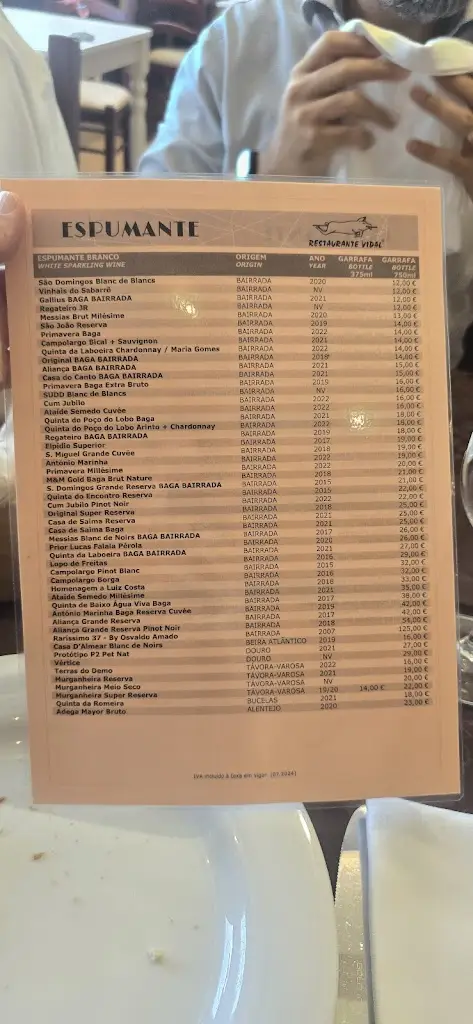 ESPUMANTE
RESTAURANTE VIDAL
ESPUMANTE BRANCO ORIGEM ANO GARRAFA GARRAFA
WHITE SPARKLING WINE ORIGIN YEAR BOTTLE BOTTLE
375ml 750ml
São Domingos Blanc de Blancs BAIRRADA 2020 12,00 €
Vinhais do Sabarrê BAIRRADA NV 12,00 €
Gallius BAGA BAIRRADA BAIRRADA 2021 12,00 €
Regateiro JR BAIRRADA NV 12,00 €
Messias Brut Milésime BAIRRADA 2020 13,00 €
São João Reserva BAIRRADA 2019 14,00 €
Primavera Baga BAIRRADA 2022 14,00 €
Campolargo Bical + Sauvignon BAIRRADA 2021 14,00 €
Quinta da Laboeira Chardonnay / Maria Gomes BAIRRADA 2022 14,00 €
Original BAGA BAIRRADA BAIRRADA 2018 14,00 €
Aliança BAGA BAIRRADA BAIRRADA 2021 15,00 €
Casa do Canto BAGA BAIRRADA BAIRRADA 2021 15,00 €
Primavera Baga Extra Bruto BAIRRADA 2015 16,00 €
SUDD Blanc de Blancs BAIRRADA NV 16,00 €
Cum Jubilo BAIRRADA 2022 16,00 €
Ataíde Semedo Cuvée BAIRRADA 2022 16,00 €
Quinta do Poço do Lobo Baga BAIRRADA 2021 18,00 €
Quinta do Poço do Lobo Arinto + Chardonnay BAIRRADA 2022 18,00 €
Regateiro BAGA BAIRRADA BAIRRADA 2019 18,00 €
Elpídio Superior BAIRRADA 2017 19,00 €
S. Miguel Grande Cuvée BAIRRADA 2018 19,00 €
António Marinha BAIRRADA 2022 19,00 €
Primavera Milésime BAIRRADA 2022 20,00 €
M&M Gold Baga Brut Nature BAIRRADA 2018 21,00 €
S. Domingos Grande Reserva BAGA BAIRRADA BAIRRADA 2015 21,00 €
Quinta do Encontro Reserva BAIRRADA 2015 22,00 €
Cum Jubilo Pinot Noir BAIRRADA 2022 22,00 €
Original Super Reserve BAIRRADA 2018 25,00 €
Casa de Saima Reserva BAIRRADA 2021 25,00 €
Casa de Saima Baga BAIRRADA 2021 25,00 €
Messias Blanc de Noirs BAGA BAIRRADA BAIRRADA 2017 26,00 €
Prior Lucas Falaia Pérola BAIRRADA 2020 26,00 €
Quinta da Laboeira BAGA BAIRRADA BAIRRADA 2021 27,00 €
Lopo de Freitas BAIRRADA 2016 29,00 €
Campolargo Pinot Blanc BAIRRADA 2015 32,00 €
Campolargo Borga BAIRRADA 2016 32,00 €
Homenagem a Luiz Costa BAIRRADA 2018 33,00 €
Ataíde Semedo Milésime BAIRRADA 2021 35,00 €
Quinta de Baixo Água Viva Baga BAIRRADA 2017 38,00 €
António Marinha Baga Reserva Cuvée BAIRRADA 2019 42,00 €
Aliança Grande Reserva BAIRRADA 2017 42,00 €
Aliança Grande Reserva Pinot Noir BAIRRADA 2018 54,00 €
Raríssimo 37 - By Osvaldo Amado BAIRRADA 2007 125,00 €
Casa D'Almear Blanc de Noirs BEIRA ATLÂNTICO 2019 16,00 €
Protótipo P2 Pet Nat DOURO 2021 27,00 €
Vértice DOURO NV 29,00 €
Terras do Demo TÁVORA-VAROSA 2022 16,00 €
Murganheira Reserva TÁVORA-VAROSA 2021 19,00 €
Murganheira Meio Seco TÁVORA-VAROSA NV 20,00 €
Murganheira Super Reserva TÁVORA-VAROSA 19/20 14,00 € 22,00 €
Quinta da Romeira BUCELAS 2021 18,00 €
Adega Mayor Bruto ALENTEJO 2020 23,00 €
IVA incluído à taxa em vigor